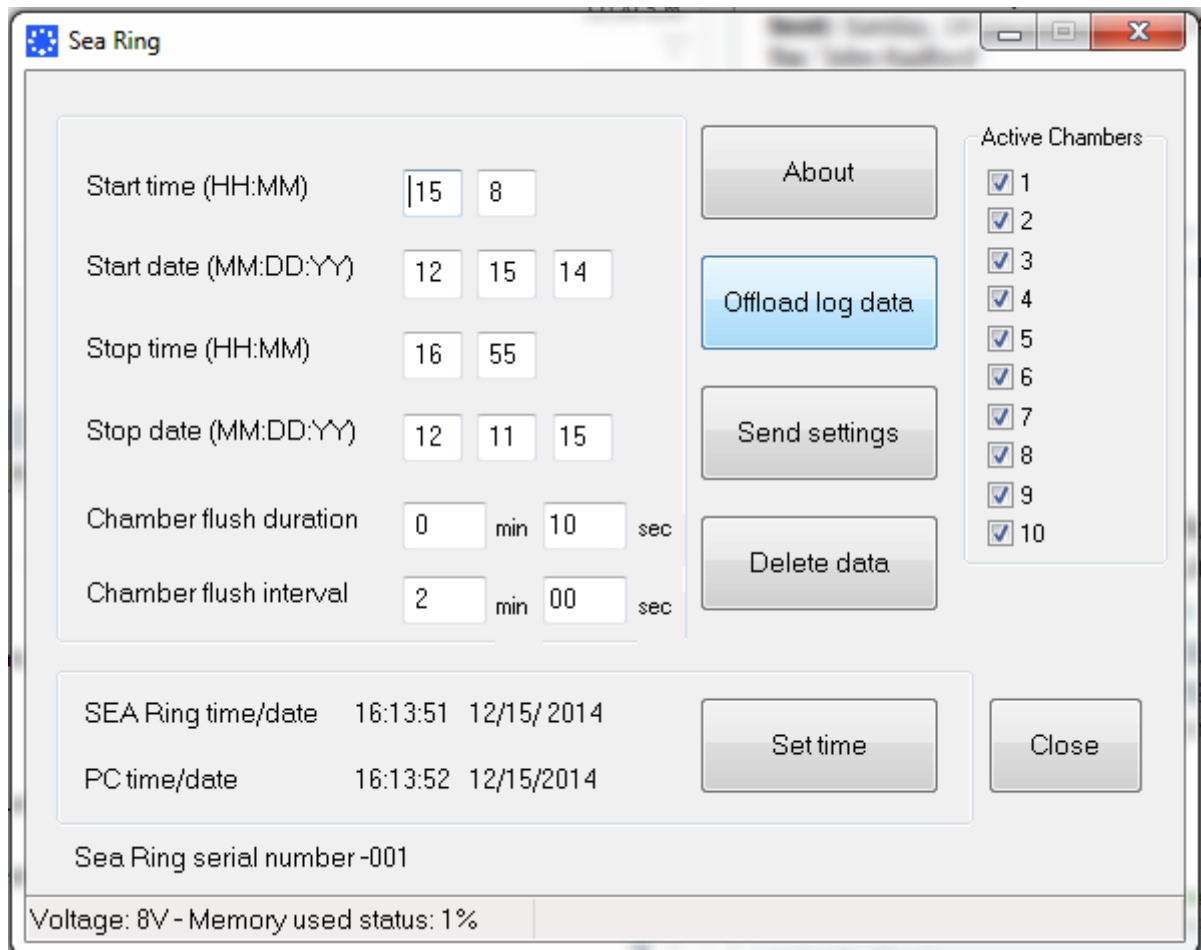 Sea Ring
Start time (HH:MM) 15 8
Start date (MM:DD:YY) 12 15 14
Stop time (HH:MM) 16 55
Stop date (MM:DD:YY) 12 11 15
Chamber flush duration 0 min 10 sec
Chamber flush interval 2 min 00 sec
About
Offload log data
Send settings
Delete data
Active Chambers
1
2
3
4
5
6
7
8
9
10
SEA Ring time/date 16:13:51 12/15/ 2014
PC time/date 16:13:52 12/15/2014
Set time
Close
Sea Ring serial number -001
Voltage: 8V - Memory used status: 1%